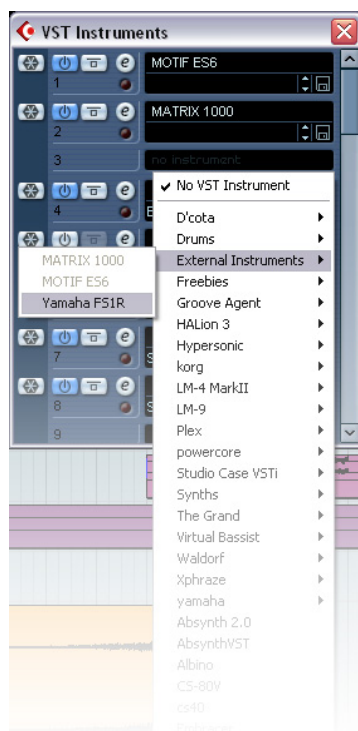 VST Instruments
e MOTIF ES6
1
e MATRIX 1000
2
3 no instrument
e
4
✓ No VST Instrument
D'cota
Drums
External Instruments
MATRIX 1000
MOTIF ES6
Yamaha FS1R
Freebies
Groove Agent
HALion 3
Hypersonic
korg
LM-4 MarkII
LM-9
Plex
powercore
Studio Case VSTi
Synths
The Grand
Virtual Bassist
Waldorf
Xphraze
yamaha
Absynth 2.0
AbsynthVST
Albino
CS-80V
cs40
e
e
7
e
8
9